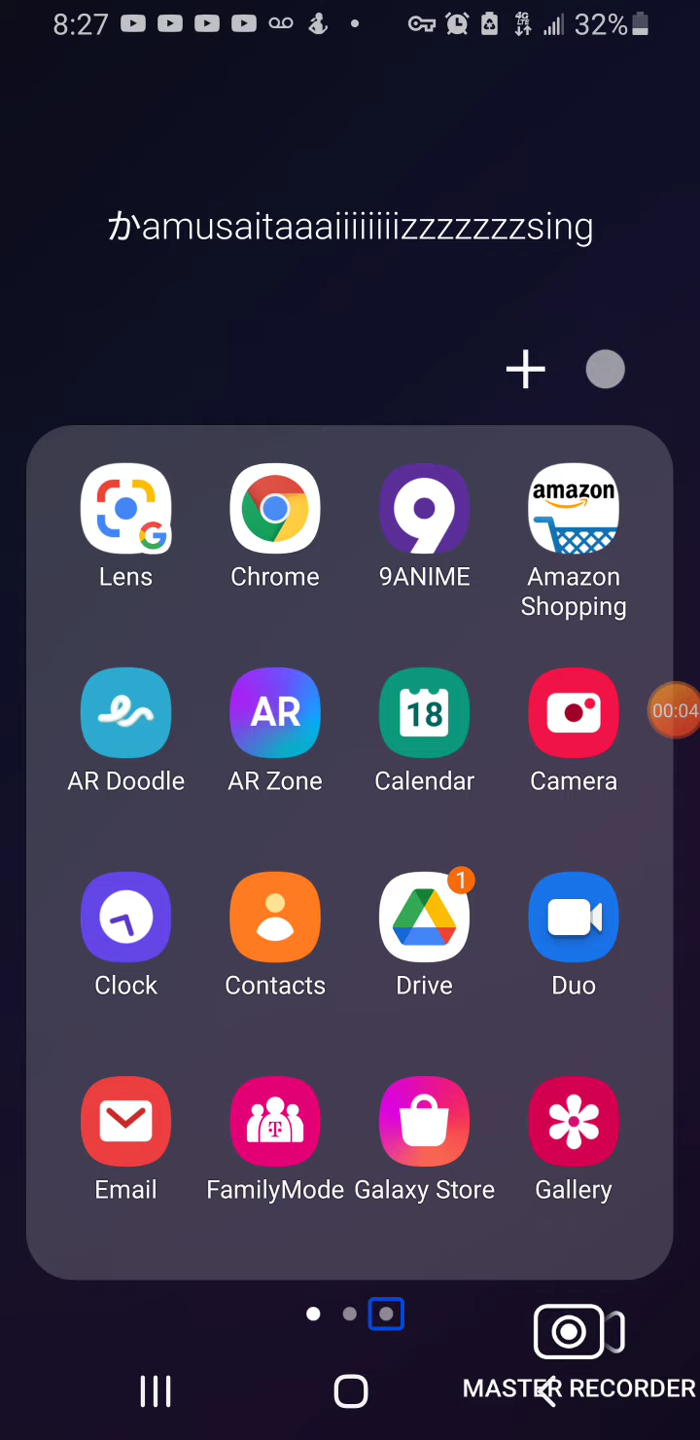 8:27 32%
かamusaitaaaiiiiiiiizzzzzzzsing
Lens Chrome 9ANIME Amazon Shopping
AR
18
AR Doodle AR Zone Calendar Camera
00:04
1
Clock Contacts Drive Duo
T
Email FamilyMode Galaxy Store Gallery
MASTER RECORDER